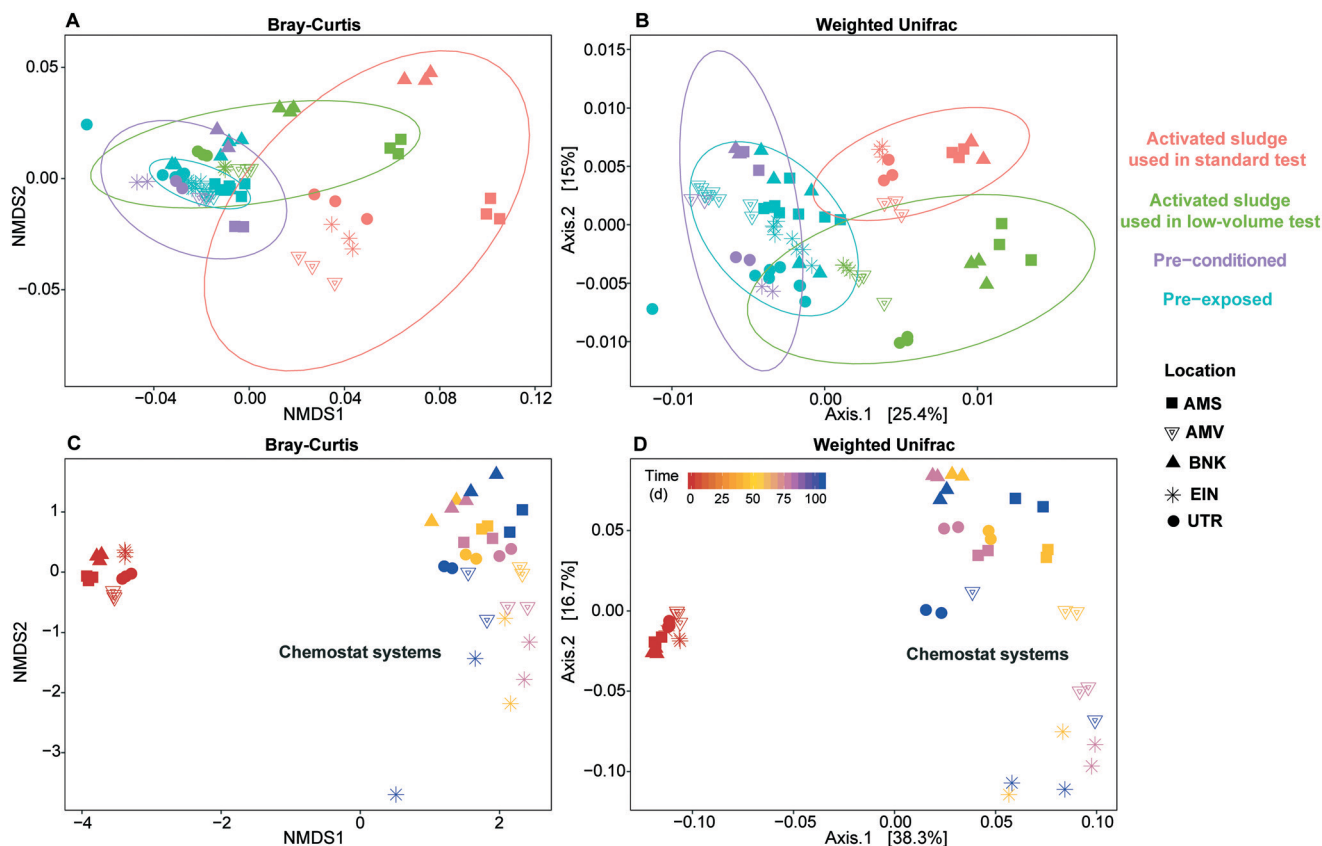 A
Bray-Curtis
0.05
0.00
−0.05
NMDS2
−0.04
0.00
0.04
0.08
0.12
NMDS1
B
Weighted Unifrac
0.015
0.010
0.005
0.000
−0.005
−0.010
Axis.2 [15%]
−0.01
0.00
0.01
Axis.1 [25.4%]
Activated sludge
used in standard test
Activated sludge
used in low-volume test
Pre−conditioned
Pre−exposed
Location
AMS
AMV
BNK
EIN
UTR
C
Bray-Curtis
1
0
−1
−2
−3
NMDS2
Chemostat systems
−4
−2
0
2
NMDS1
D
Weighted Unifrac
Time
(d)
0 25 50 75 100
0.05
0.00
−0.05
−0.10
Axis.2 [16.7%]
Chemostat systems
−0.10
−0.05
0.00
0.05
0.10
Axis.1 [38.3%]